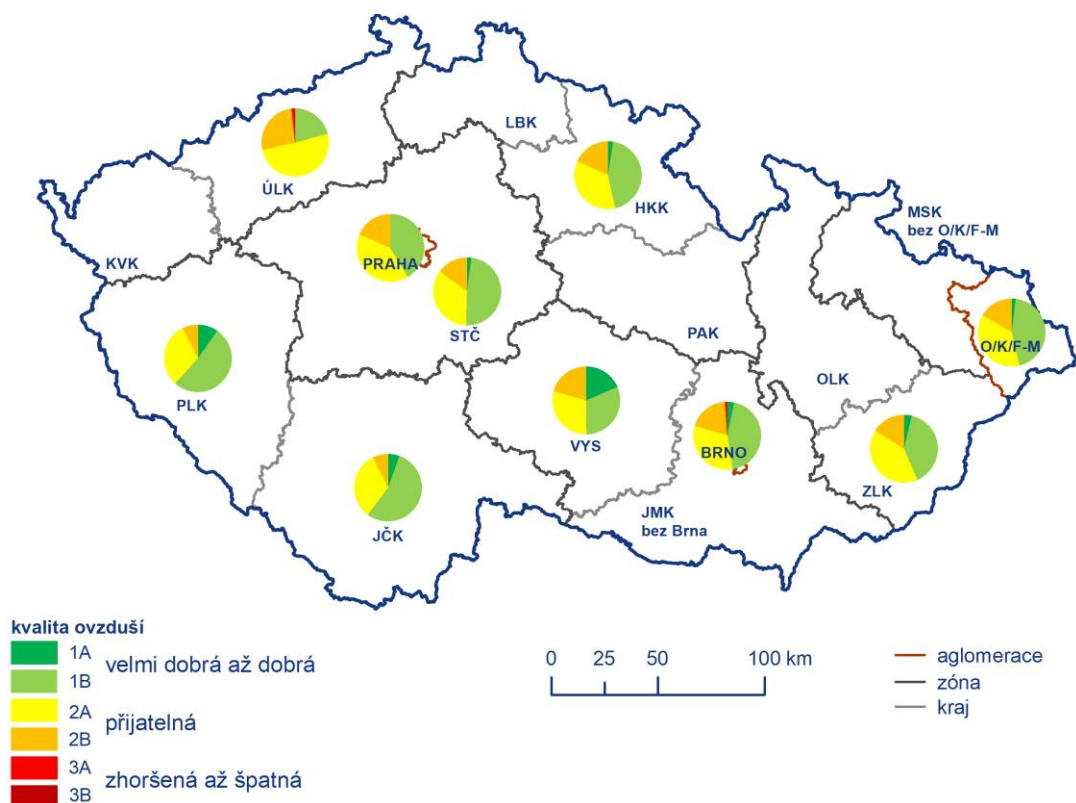 LBK
ÚLK
HKK
MSK
bez O/K/F-M
KVK
PRAHA
STČ
PAK
O/K/F-M
PLK
OLK
VYS
BRNO
ZLK
JČK
JMK
bez Brna
kvalita ovzduší
1A
velmi dobrá až dobrá
1B
2A
přijatelná
2B
3A
zhoršená až špatná
3B
0 25 50 100 km
aglomerace
zóna
kraj